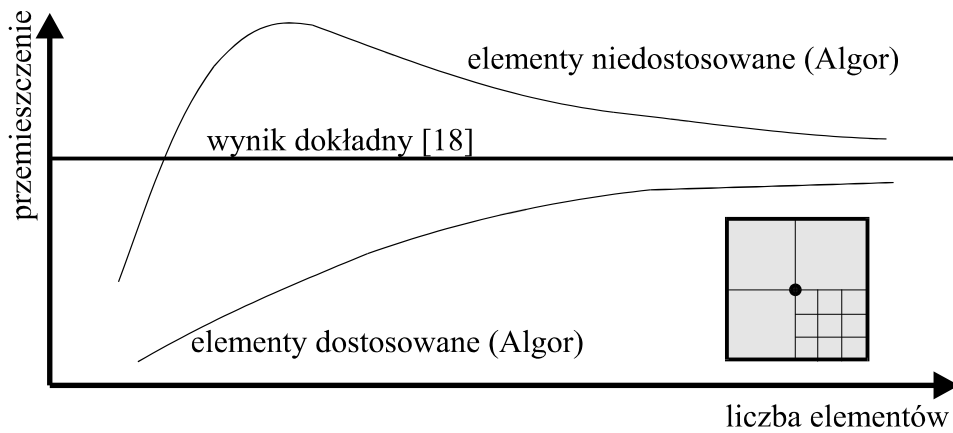 przemieszczenie
elementy niedostosowane (Algor)
wynik dokładny [18]
elementy dostosowane (Algor)
liczba elementów